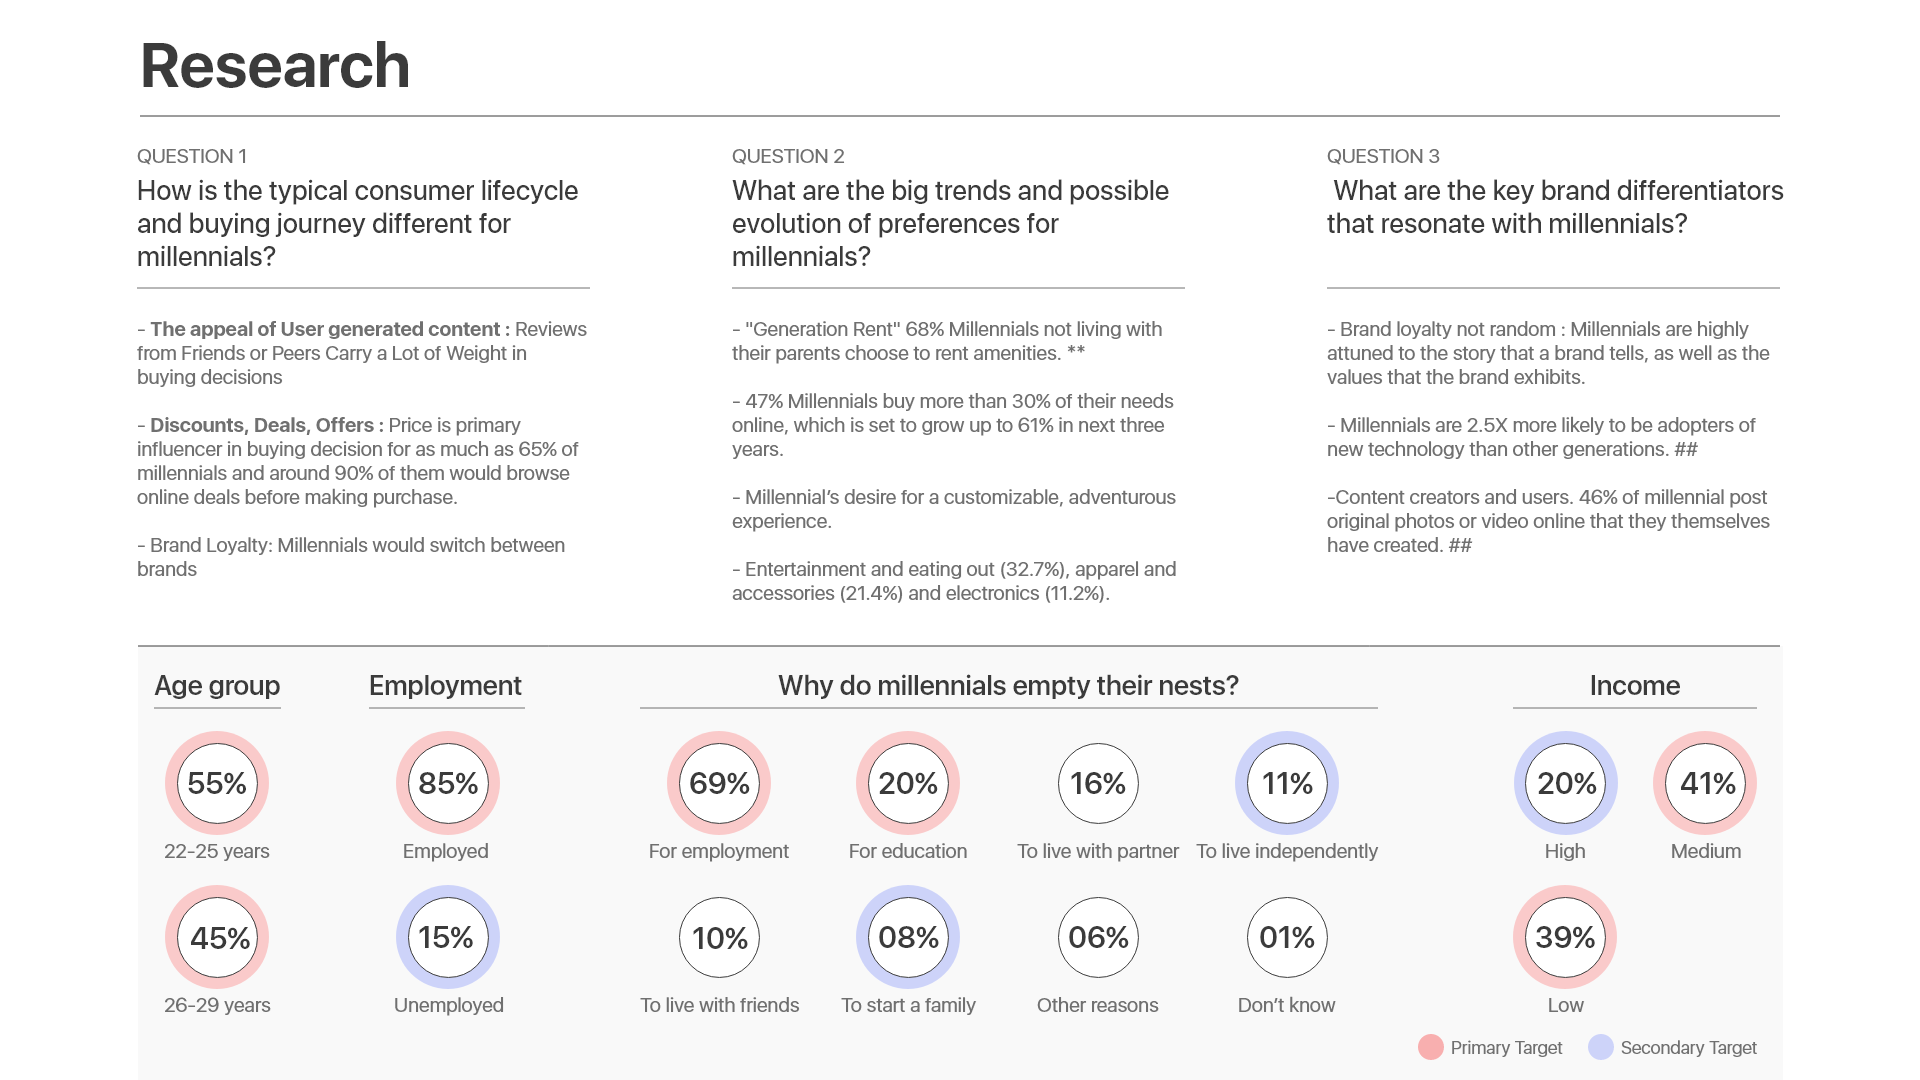 Research
QUESTION 1
How is the typical consumer lifecycle
and buying journey different for
millennials?
- The appeal of User generated content : Reviews
from Friends or Peers Carry a Lot of Weight in
buying decisions
- Discounts, Deals, Offers : Price is primary
influencer in buying decision for as much as 65% of
millennials and around 90% of them would browse
online deals before making purchase.
- Brand Loyalty: Millennials would switch between
brands
QUESTION 2
What are the big trends and possible
evolution of preferences for
millennials?
- "Generation Rent" 68% Millennials not living with
their parents choose to rent amenities. **
- 47% Millennials buy more than 30% of their needs
online, which is set to grow up to 61% in next three
years.
- Millennial’s desire for a customizable, adventurous
experience.
- Entertainment and eating out (32.7%), apparel and
accessories (21.4%) and electronics (11.2%).
QUESTION 3
What are the key brand differentiators
that resonate with millennials?
- Brand loyalty not random : Millennials are highly
attuned to the story that a brand tells, as well as the
values that the brand exhibits.
- Millennials are 2.5X more likely to be adopters of
new technology than other generations. ##
-Content creators and users. 46% of millennial post
original photos or video online that they themselves
have created. ##
Age group
55%
22-25 years
45%
26-29 years
Employment
85%
Employed
15%
Unemployed
Why do millennials empty their nests?
69%
For employment
20%
For education
16%
To live with partner
11%
To live independently
10%
To live with friends
08%
To start a family
06%
Other reasons
01%
Don’t know
Income
20%
High
41%
Medium
39%
Low
Primary Target
Secondary Target